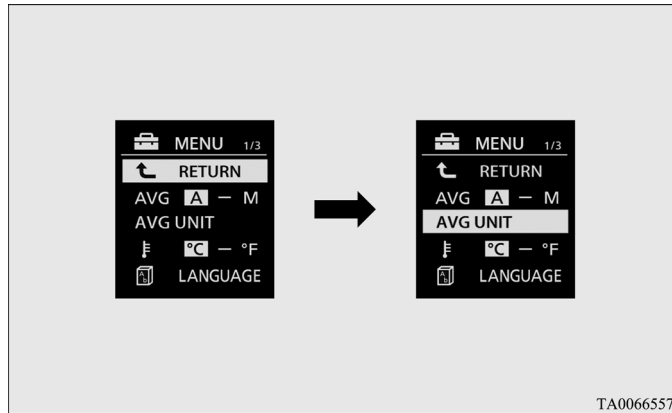 MENU 1/3
RETURN
AVG A – M
AVG UNIT
°C – °F
A b LANGUAGE
MENU 1/3
RETURN
AVG A – M
AVG UNIT
°C – °F
A b LANGUAGE
TA0066557